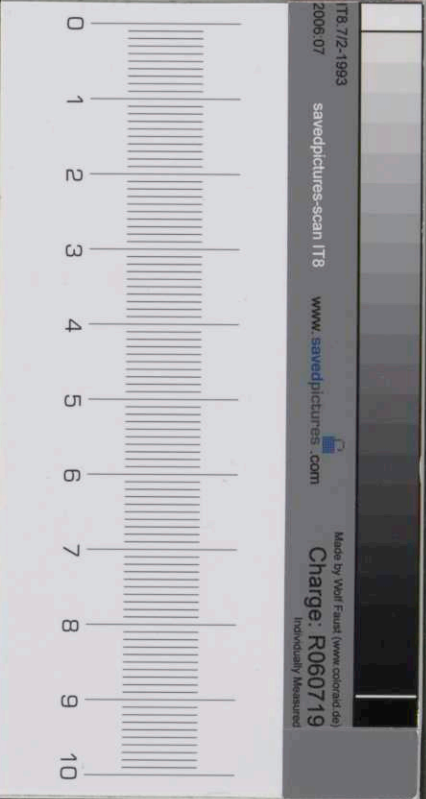 IT8.7/2-1993
2006:07
savedpictures-scan IT8
www.savedpictures.com
Made by Wolf Faust (www.coloraid.de)
Charge: R060719
Individually Measured
0 1 2 3 4 5 6 7 8 9 10